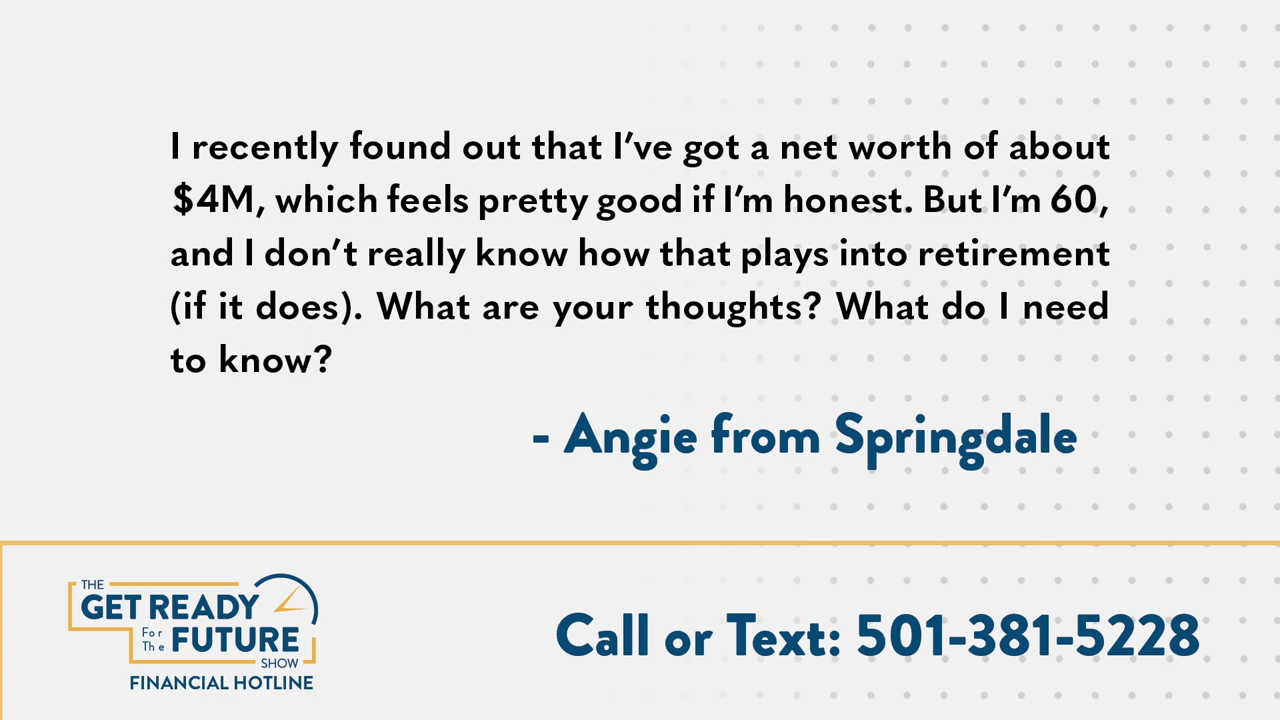 I recently found out that I’ve got a net worth of about
$4M, which feels pretty good if I’m honest. But I’m 60,
and I don’t really know how that plays into retirement
(if it does). What are your thoughts? What do I need
to know?
- Angie from Springdale
THE
GET READY
For The FUTURE
SHOW
FINANCIAL HOTLINE
Call or Text: 501-381-5228